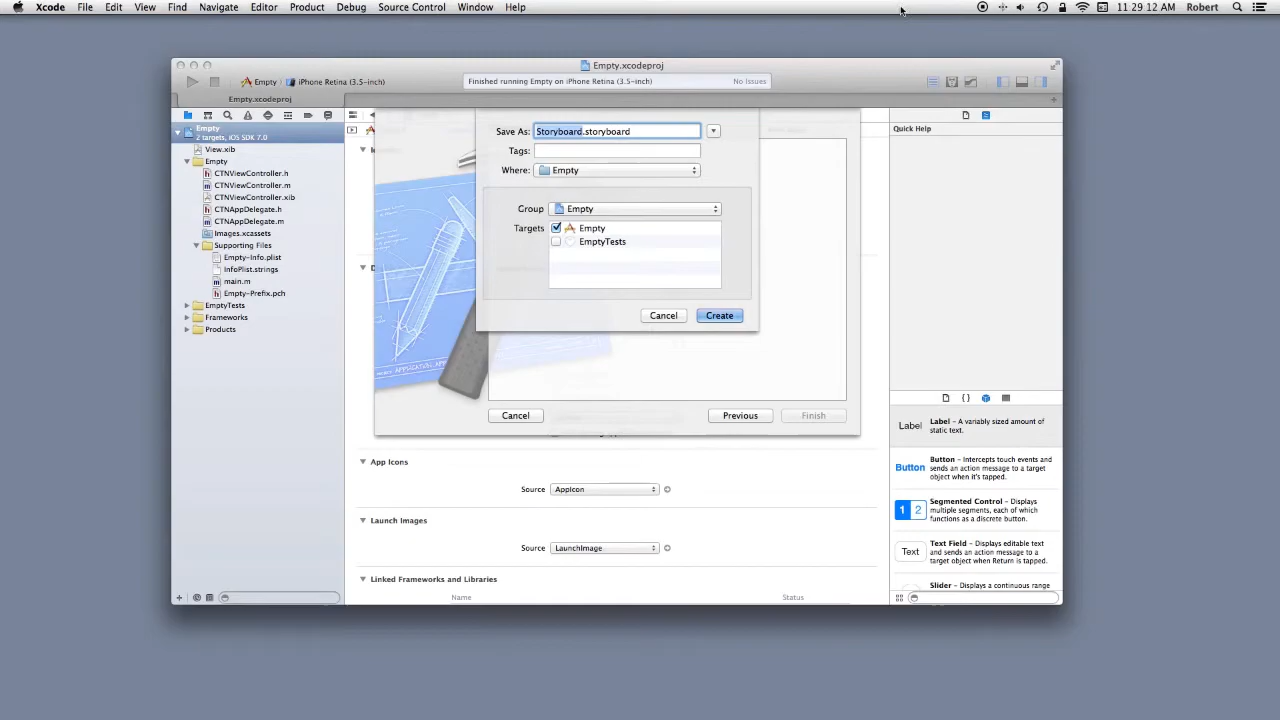 Xcode File Edit View Find Navigate Editor Product Debug Source Control Window Help 11:29:12 AM Robert
Empty.xcodeproj
Empty iPhone Retina (3.5-inch) Finished running Empty on iPhone Retina (3.5-inch) No Issues
Empty.xcodeproj
Empty
2 targets, iOS SDK 7.0
View.xib
Empty
CTNViewController.h
CTNViewController.m
CTNViewController.xib
CTNAppDelegate.h
CTNAppDelegate.m
Images.xcassets
Supporting Files
Empty-Info.plist
InfoPlist.strings
main.m
Empty-Prefix.pch
EmptyTests
Frameworks
Products
Save As: Storyboard.storyboard
Tags:
Where: Empty
Group Empty
Targets Empty
EmptyTests
Cancel Create
Cancel Previous Finish
App Icons
Source AppIcon
Launch Images
Source LaunchImage
Linked Frameworks and Libraries
Name Status
Quick Help
Label Label – A variably sized amount of
static text.
Button Button – Intercepts touch events and
sends an action message to a target
object when it's tapped.
1 2 Segmented Control – Displays
multiple segments, each of which
functions as a discrete button.
Text Text Field – Displays editable text
and sends an action message to a
target object when Return is tapped.
Slider – Displays a continuous range